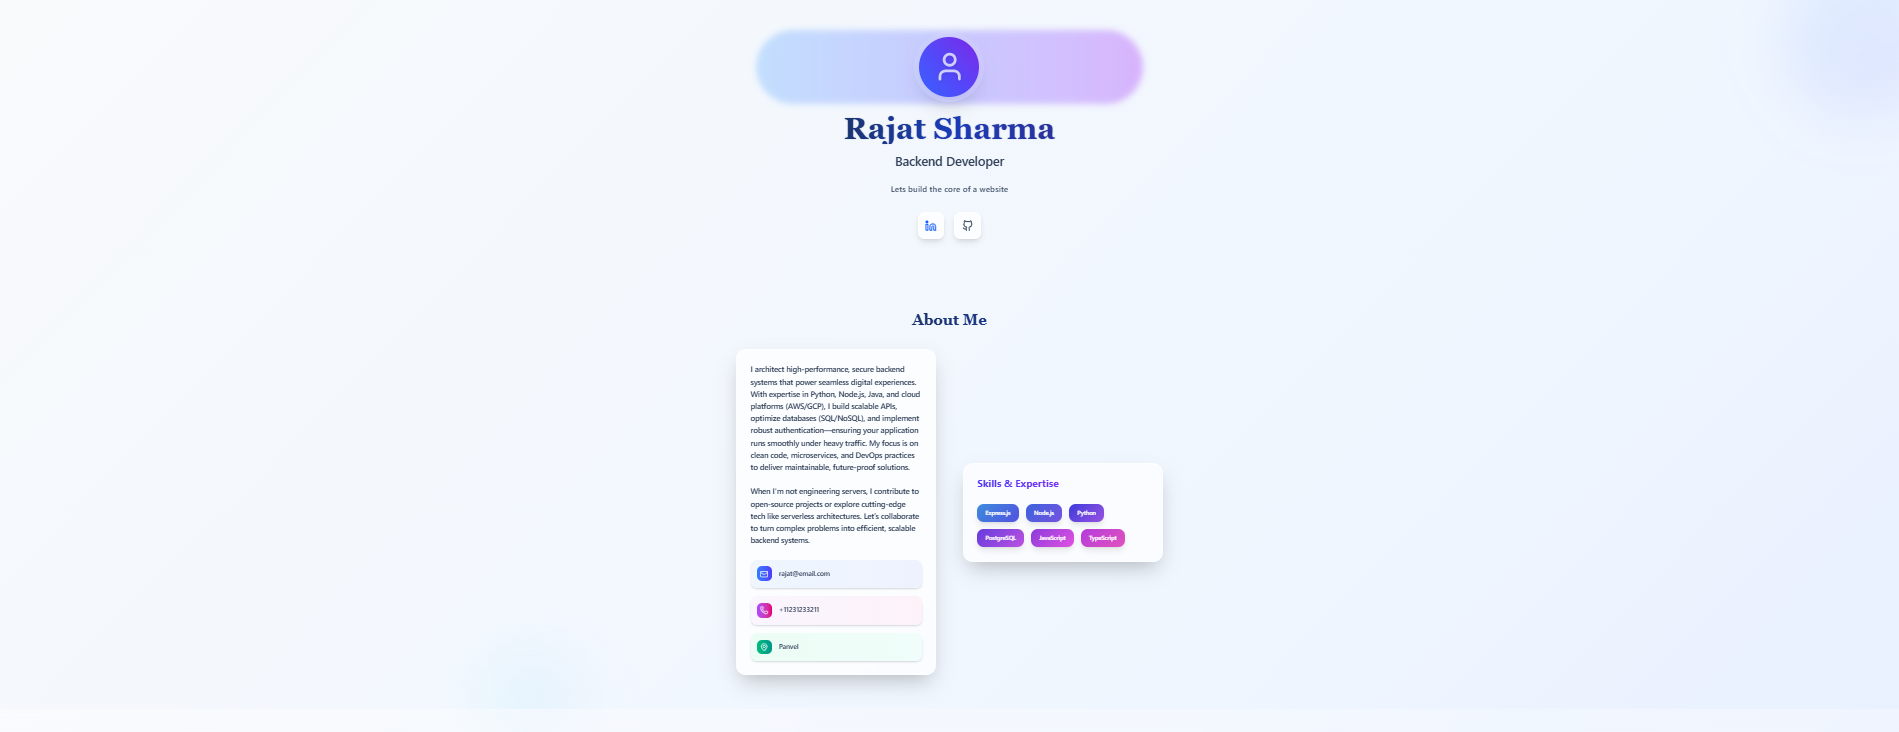 Rajat Sharma
Backend Developer
Lets build the core of a website
About Me
I architect high-performance, secure backend
systems that power seamless digital experiences.
With expertise in Python, Node.js, Java, and cloud
platforms (AWS/GCP), I build scalable APIs,
optimize databases (SQL/NoSQL), and implement
robust authentication—ensuring your application
runs smoothly under heavy traffic. My focus is on
clean code, microservices, and DevOps practices
to deliver maintainable, future-proof solutions.
When I'm not engineering servers, I contribute to
open-source projects or explore cutting-edge
tech like serverless architectures. Let's collaborate
to turn complex problems into efficient, scalable
backend systems.
rajat@email.com
+11231233211
Panvel
Skills & Expertise
Express.js Node.js Python
PostgreSQL JavaScript TypeScript